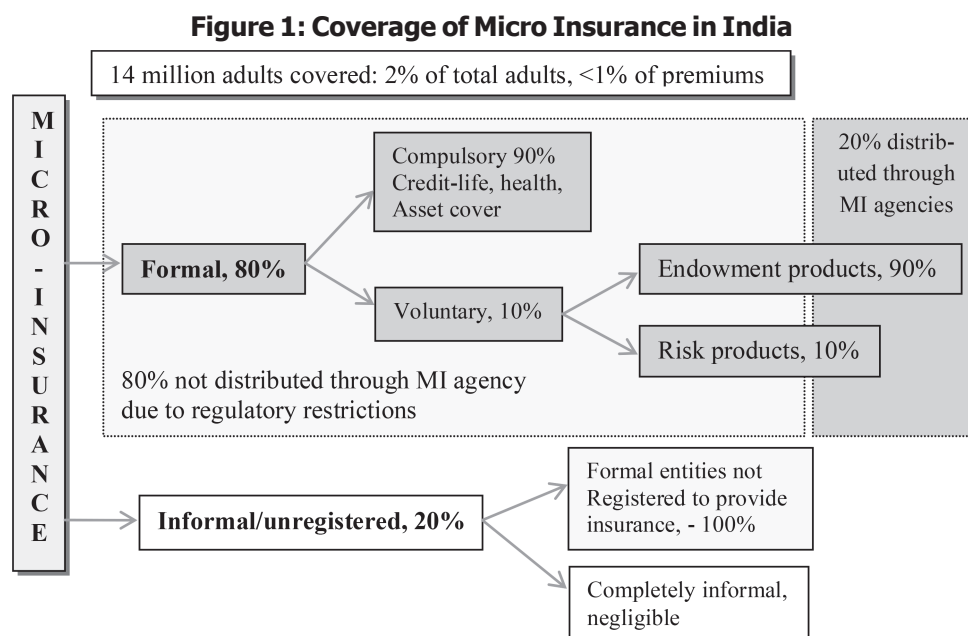 Figure 1: Coverage of Micro Insurance in India
14 million adults covered: 2% of total adults, <1% of premiums
MICRO-INSURANCE
Compulsory 90%
Credit-life, health,
Asset cover
20% distrib-
uted through
MI agencies
Formal, 80%
Endowment products, 90%
Voluntary, 10%
Risk products, 10%
80% not distributed through MI agency
due to regulatory restrictions
Formal entities not
Registered to provide
insurance, - 100%
Informal/unregistered, 20%
Completely informal,
negligible